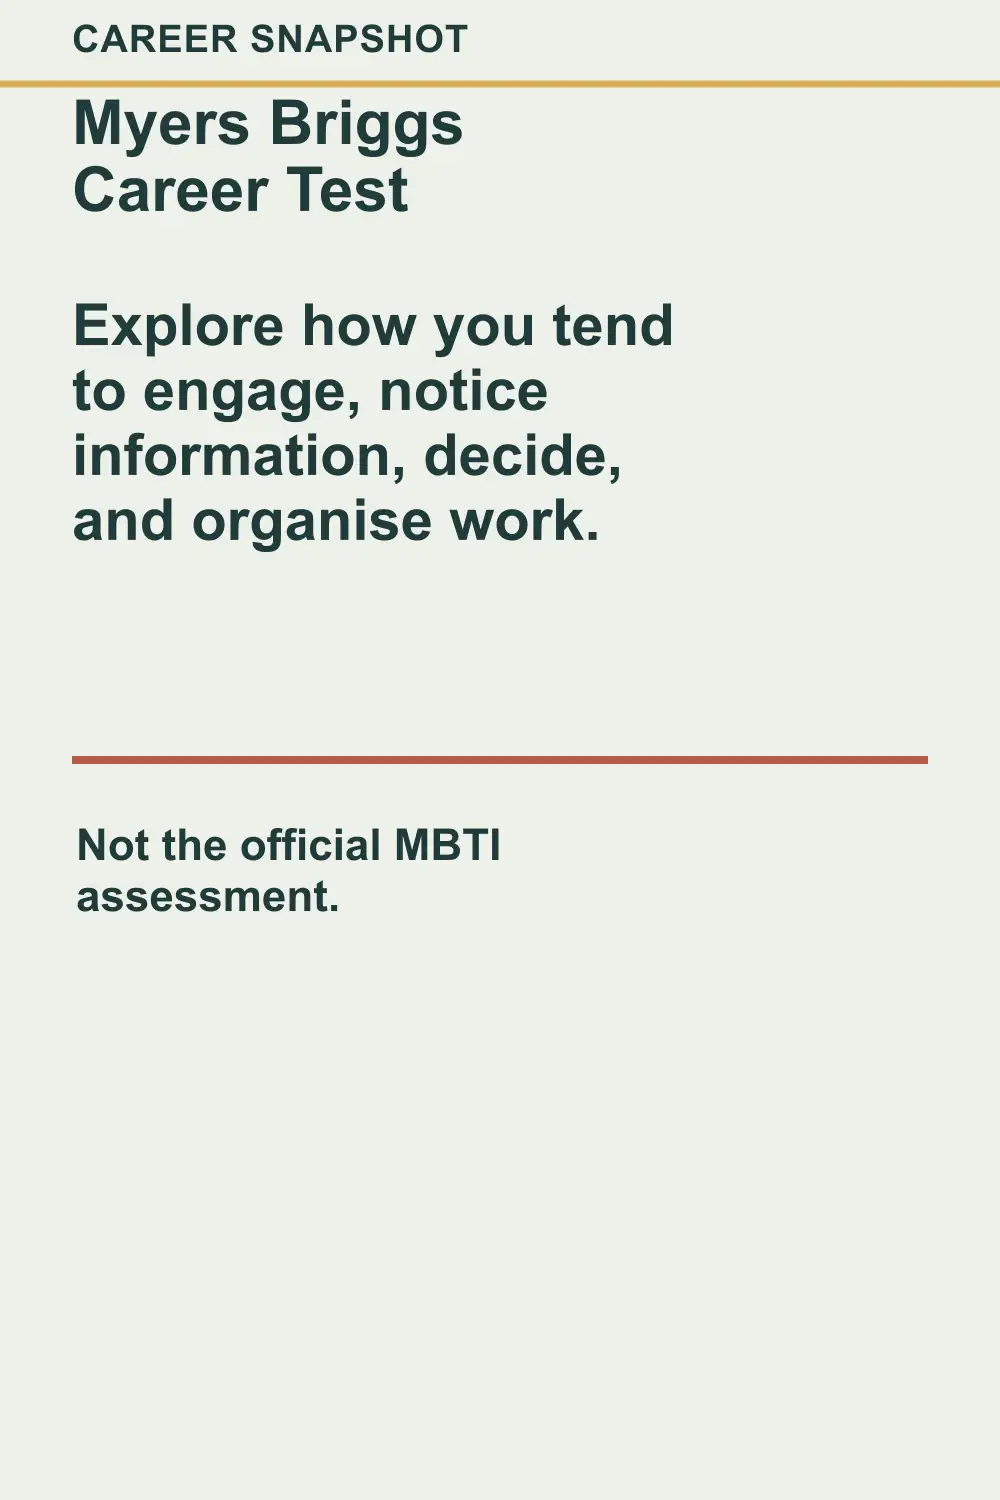 CAREER SNAPSHOT
Myers Briggs
Career Test
Explore how you tend
to engage, notice
information, decide,
and organise work.
Not the official MBTI
assessment.